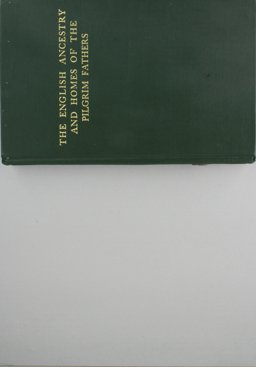 THE ENGLISH ANCESTRY
AND HOMES OF THE
PILGRIM FATHERS